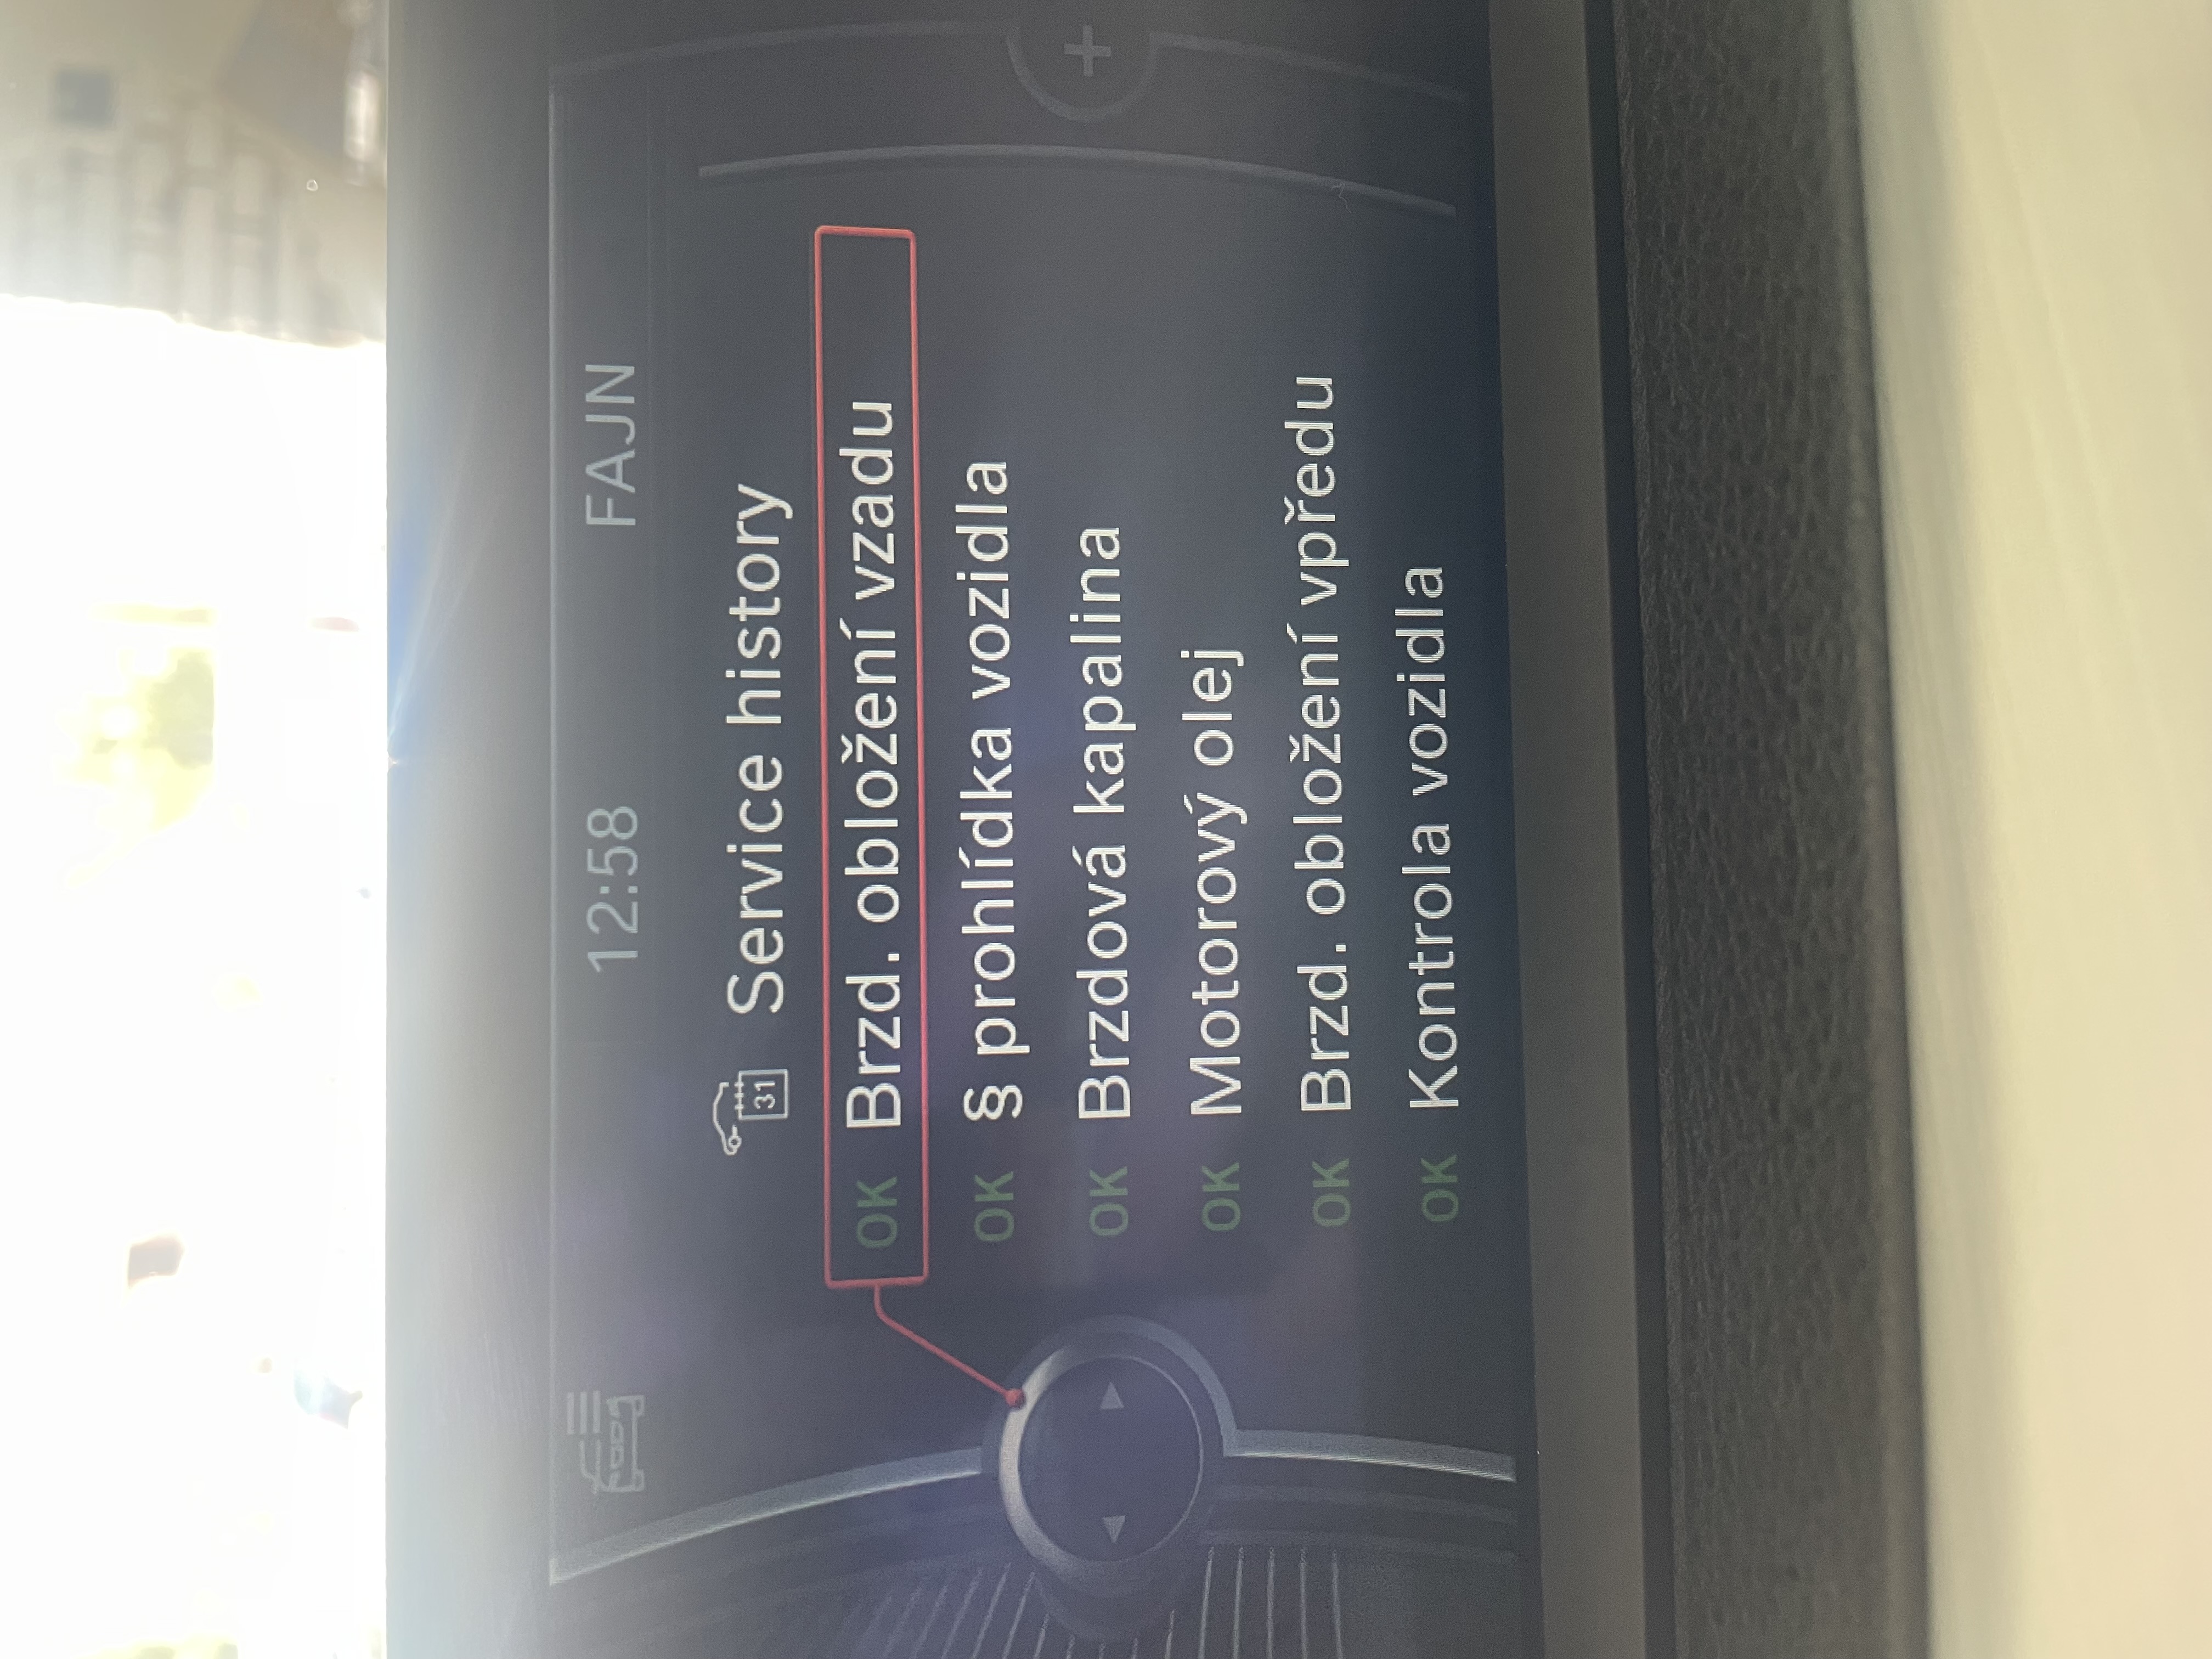 12:58 FAJN
31 Service history
OK Brzd. obložení vzadu
OK § prohlídka vozidla
OK Brzdová kapalina
OK Motorový olej
OK Brzd. obložení vpředu
OK Kontrola vozidla